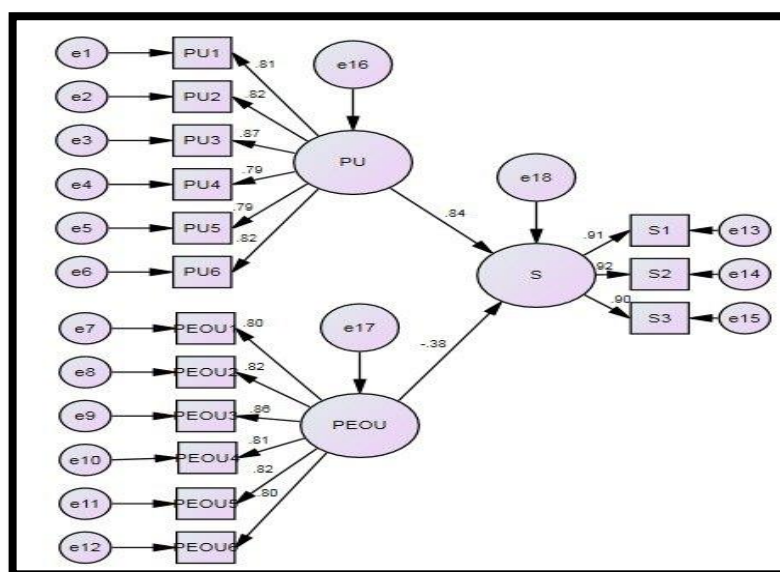 e1 PU1 .81
e16
e2 PU2 .82
e3 PU3 .87
PU
e4 PU4 .79
e18
e5 PU5 .79
.84
e6 PU6 .82
.91 S1 e13
S .92 S2 e14
.90 S3 e15
e7 PEOU1 .80
e17
-.38
e8 PEOU2 .82
e9 PEOU3 .86
PEOU
e10 PEOU4 .81
e11 PEOU5 .82
e12 PEOU6 .80